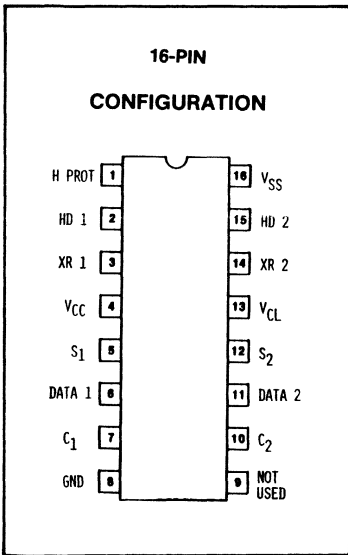 16-PIN
CONFIGURATION
H PROT 1 16 VSS
HD 1 2 15 HD 2
XR 1 3 14 XR 2
VCC 4 13 VCL
S1 5 12 S2
DATA 1 6 11 DATA 2
C1 7 10 C2
GND 8 9 NOT
USED